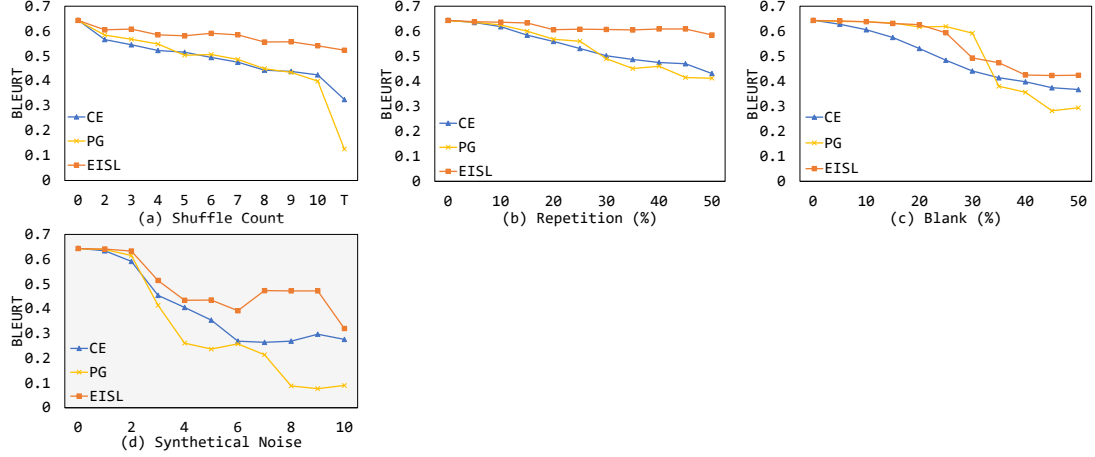 0.7
0.6
0.5
0.4
0.3
0.2
0.1
0
BLEURT
CE
PG
EISL
0 2 3 4 5 6 7 8 9 10 T
(a) Shuffle Count
0.7
0.6
0.5
0.4
0.3
0.2
0.1
0
BLEURT
CE
PG
EISL
0 10 20 30 40 50
(b) Repetition (%)
0.7
0.6
0.5
0.4
0.3
0.2
0.1
0
BLEURT
CE
PG
EISL
0 10 20 30 40 50
(c) Blank (%)
0.7
0.6
0.5
0.4
0.3
0.2
0.1
0
BLEURT
CE
PG
EISL
0 2 4 6 8 10
(d) Synthetical Noise